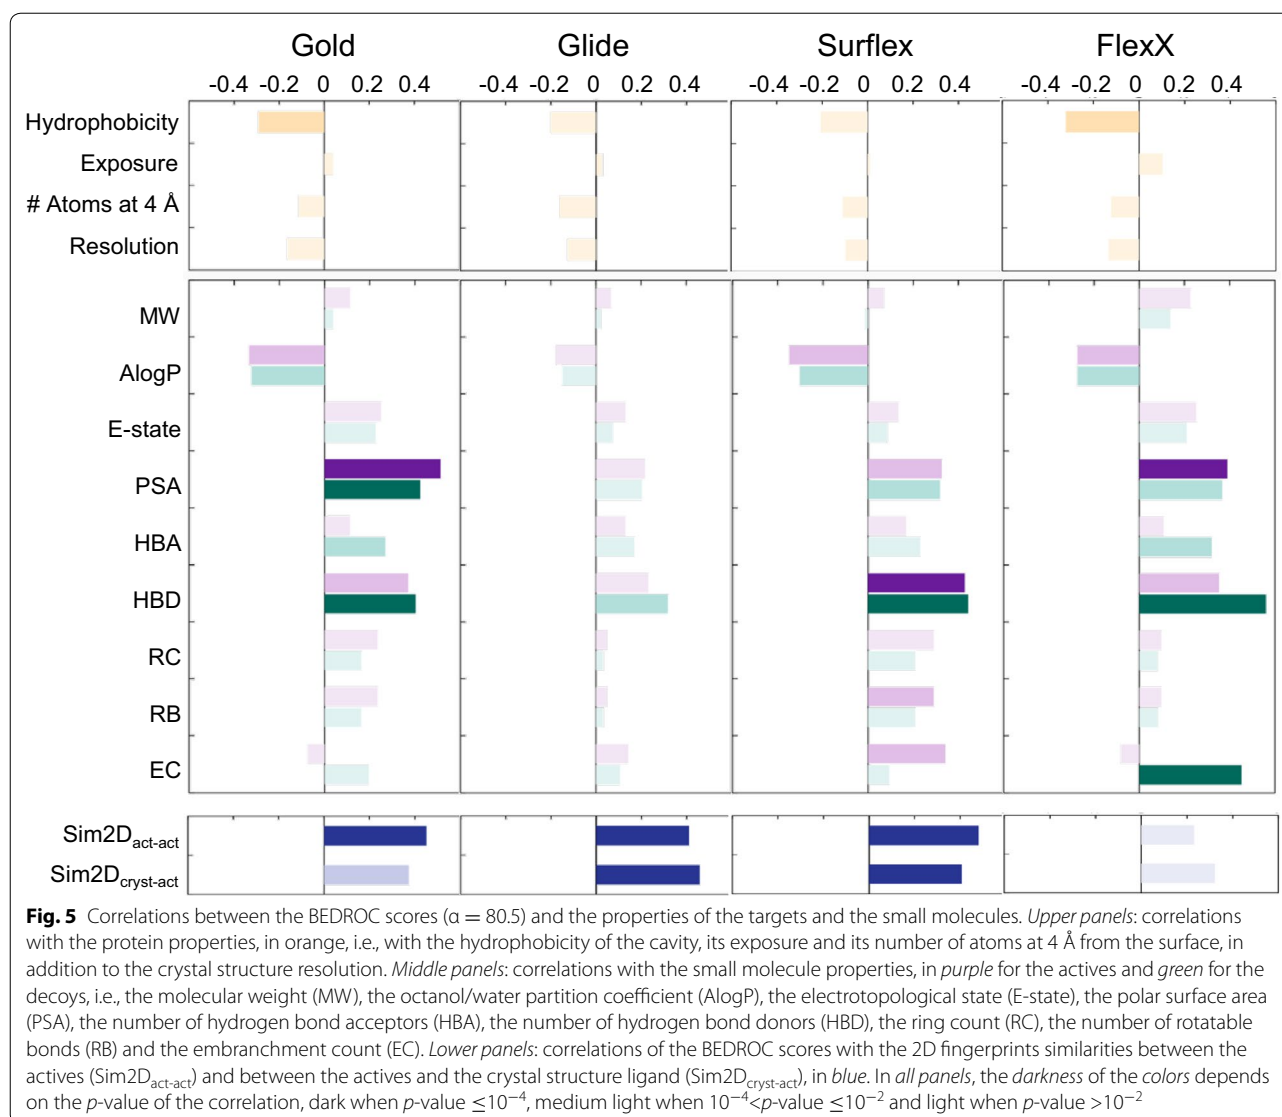 Gold Glide Surflex FlexX
-0.4 -0.2 0 0.2 0.4 -0.4 -0.2 0 0.2 0.4 -0.4 -0.2 0 0.2 0.4 -0.4 -0.2 0 0.2 0.4
Hydrophobicity
Exposure
# Atoms at 4 Å
Resolution
MW
AlogP
E-state
PSA
HBA
HBD
RC
RB
EC
Sim2Dact-act
Sim2Dcryst-act
Fig. 5 Correlations between the BEDROC scores (α = 80.5) and the properties of the targets and the small molecules. Upper panels: correlations
with the protein properties, in orange, i.e., with the hydrophobicity of the cavity, its exposure and its number of atoms at 4 Å from the surface, in
addition to the crystal structure resolution. Middle panels: correlations with the small molecule properties, in purple for the actives and green for the
decoys, i.e., the molecular weight (MW), the octanol/water partition coefficient (AlogP), the electrotopological state (E-state), the polar surface area
(PSA), the number of hydrogen bond acceptors (HBA), the number of hydrogen bond donors (HBD), the ring count (RC), the number of rotatable
bonds (RB) and the embranchment count (EC). Lower panels: correlations of the BEDROC scores with the 2D fingerprints similarities between the
actives (Sim2Dact-act) and between the actives and the crystal structure ligand (Sim2Dcryst-act), in blue. In all panels, the darkness of the colors depends
on the p-value of the correlation, dark when p-value ≤10−4, medium light when 10−4<p-value ≤10−2 and light when p-value >10−2